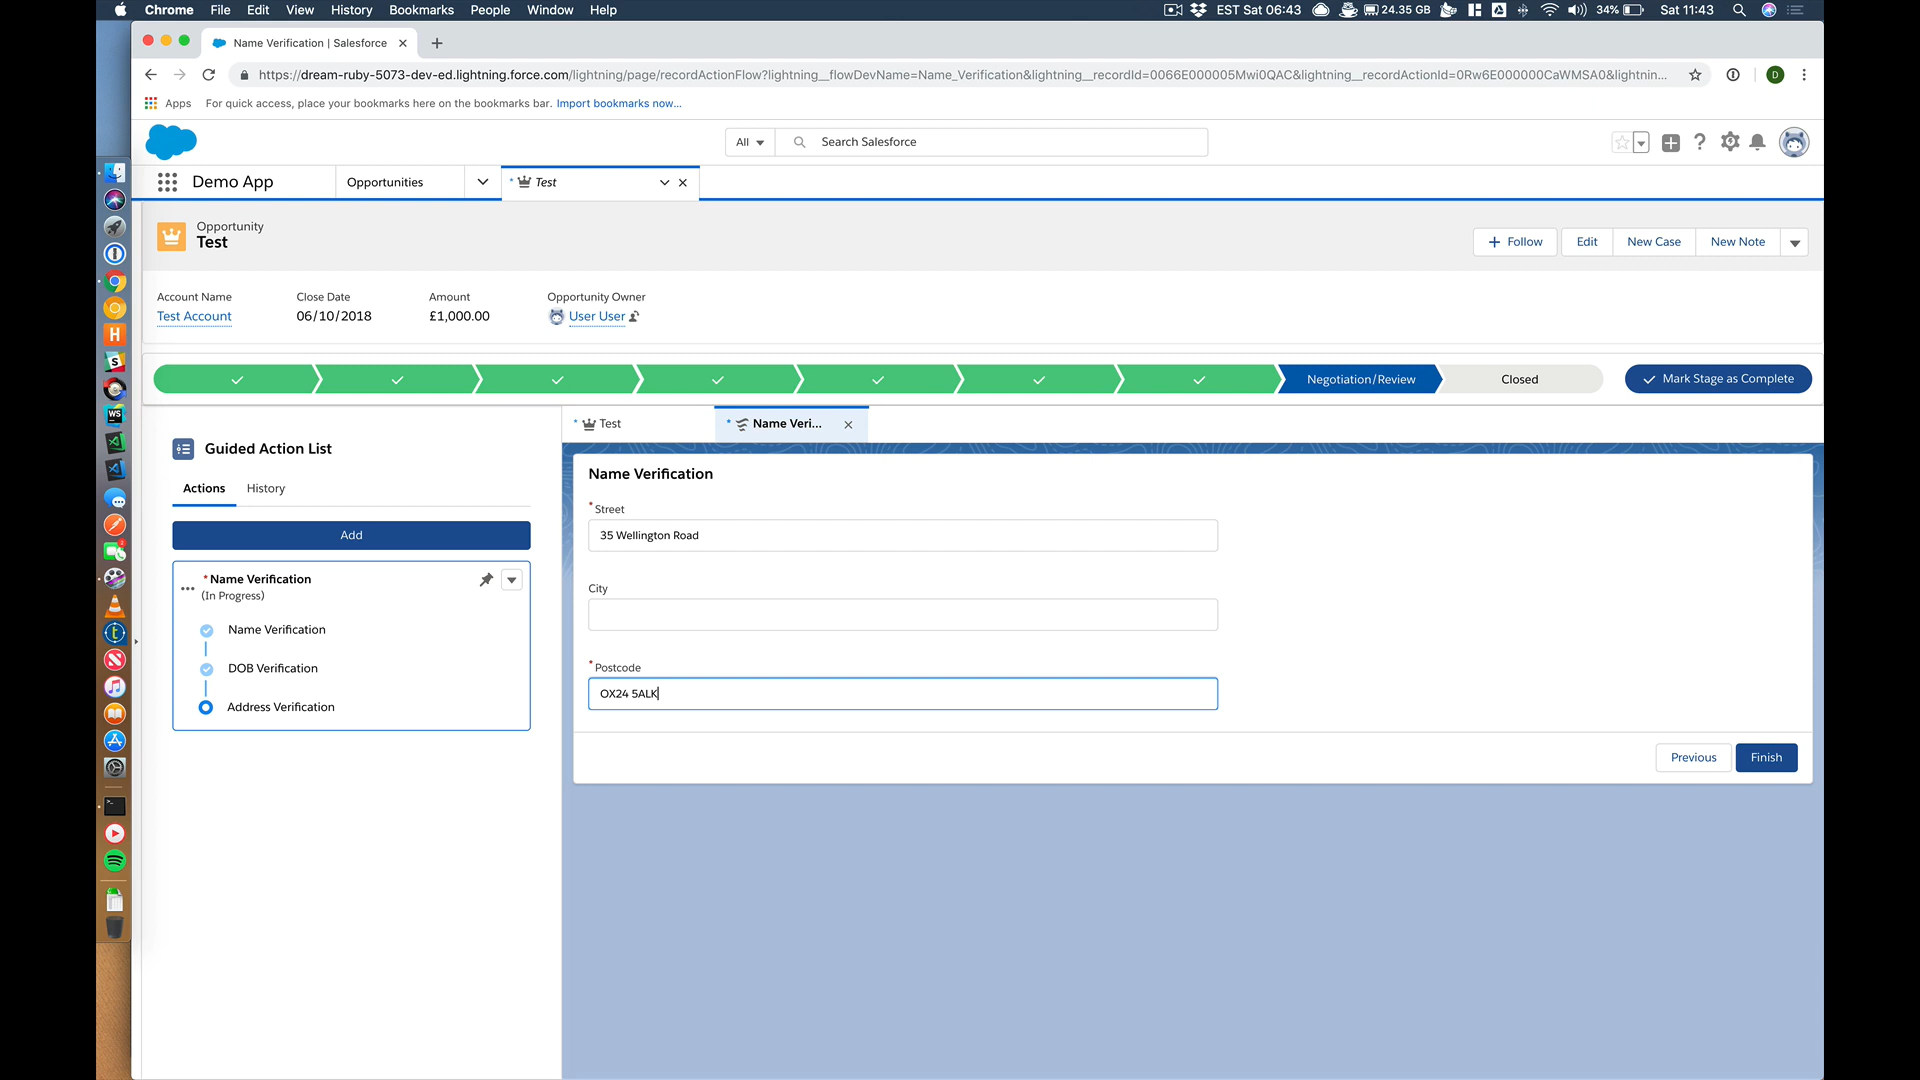 Chrome File Edit View History Bookmarks People Window Help EST Sat 06:43 24.35 GB 34% Sat 11:43
Name Verification | Salesforce
https://dream-ruby-5073-dev-ed.lightning.force.com/lightning/page/recordActionFlow?lightning__flowDevName=Name_Verification&lightning__recordId=0066E000005Mwi0QAC&lightning__recordActionId=0Rw6E000000CaWMSA0&lightnin... D
Apps For quick access, place your bookmarks here on the bookmarks bar. Import bookmarks now...
All Search Salesforce
Demo App Opportunities * Test
Opportunity
Test
+ Follow Edit New Case New Note
Account Name Close Date Amount Opportunity Owner
Test Account 06/10/2018 £1,000.00 User User
Negotiation/Review Closed Mark Stage as Complete
* Test * Name Veri...
Guided Action List
Actions History
Add
* Name Verification
(In Progress)
Name Verification
DOB Verification
Address Verification
Name Verification
* Street
35 Wellington Road
City
* Postcode
OX24 5ALK
Previous Finish